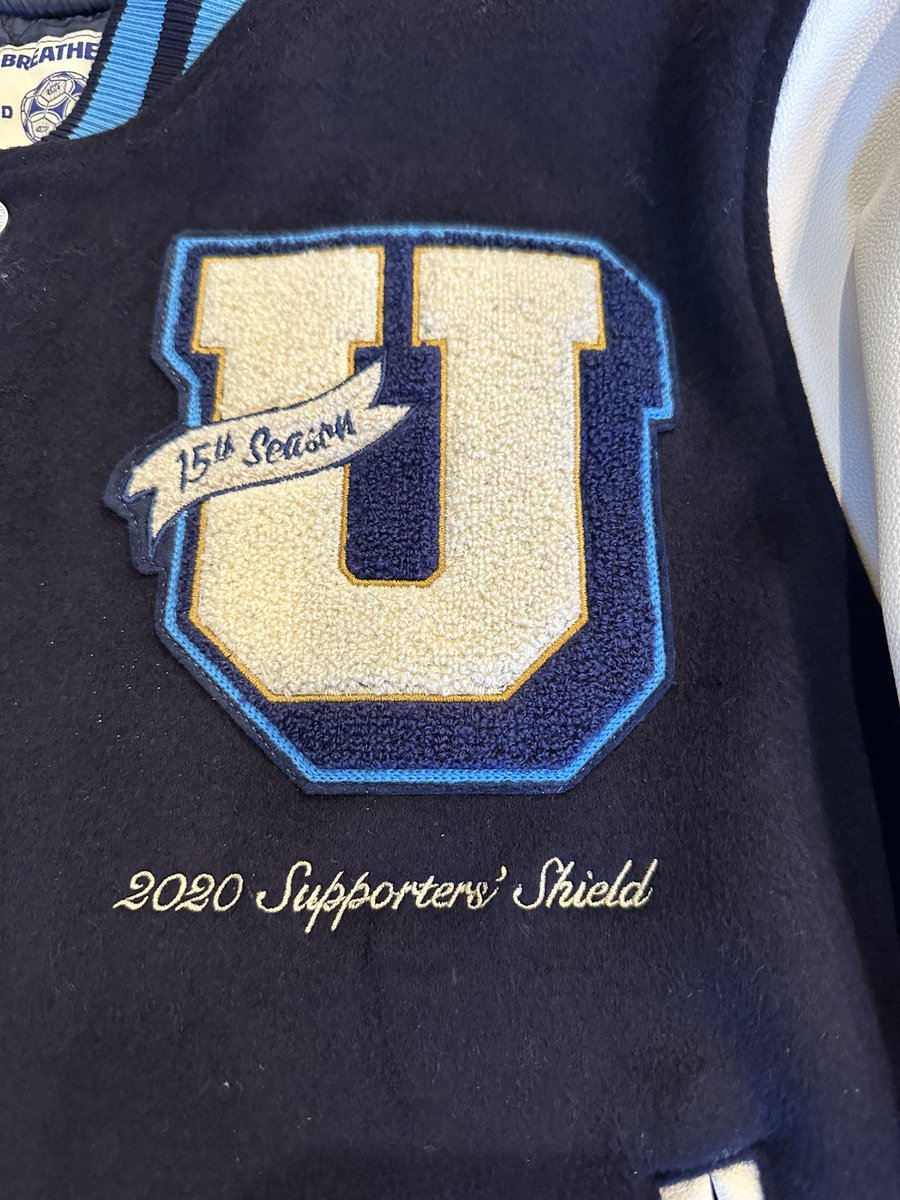 BREATHE
D
U
15th Season
2020 Supporters' Shield